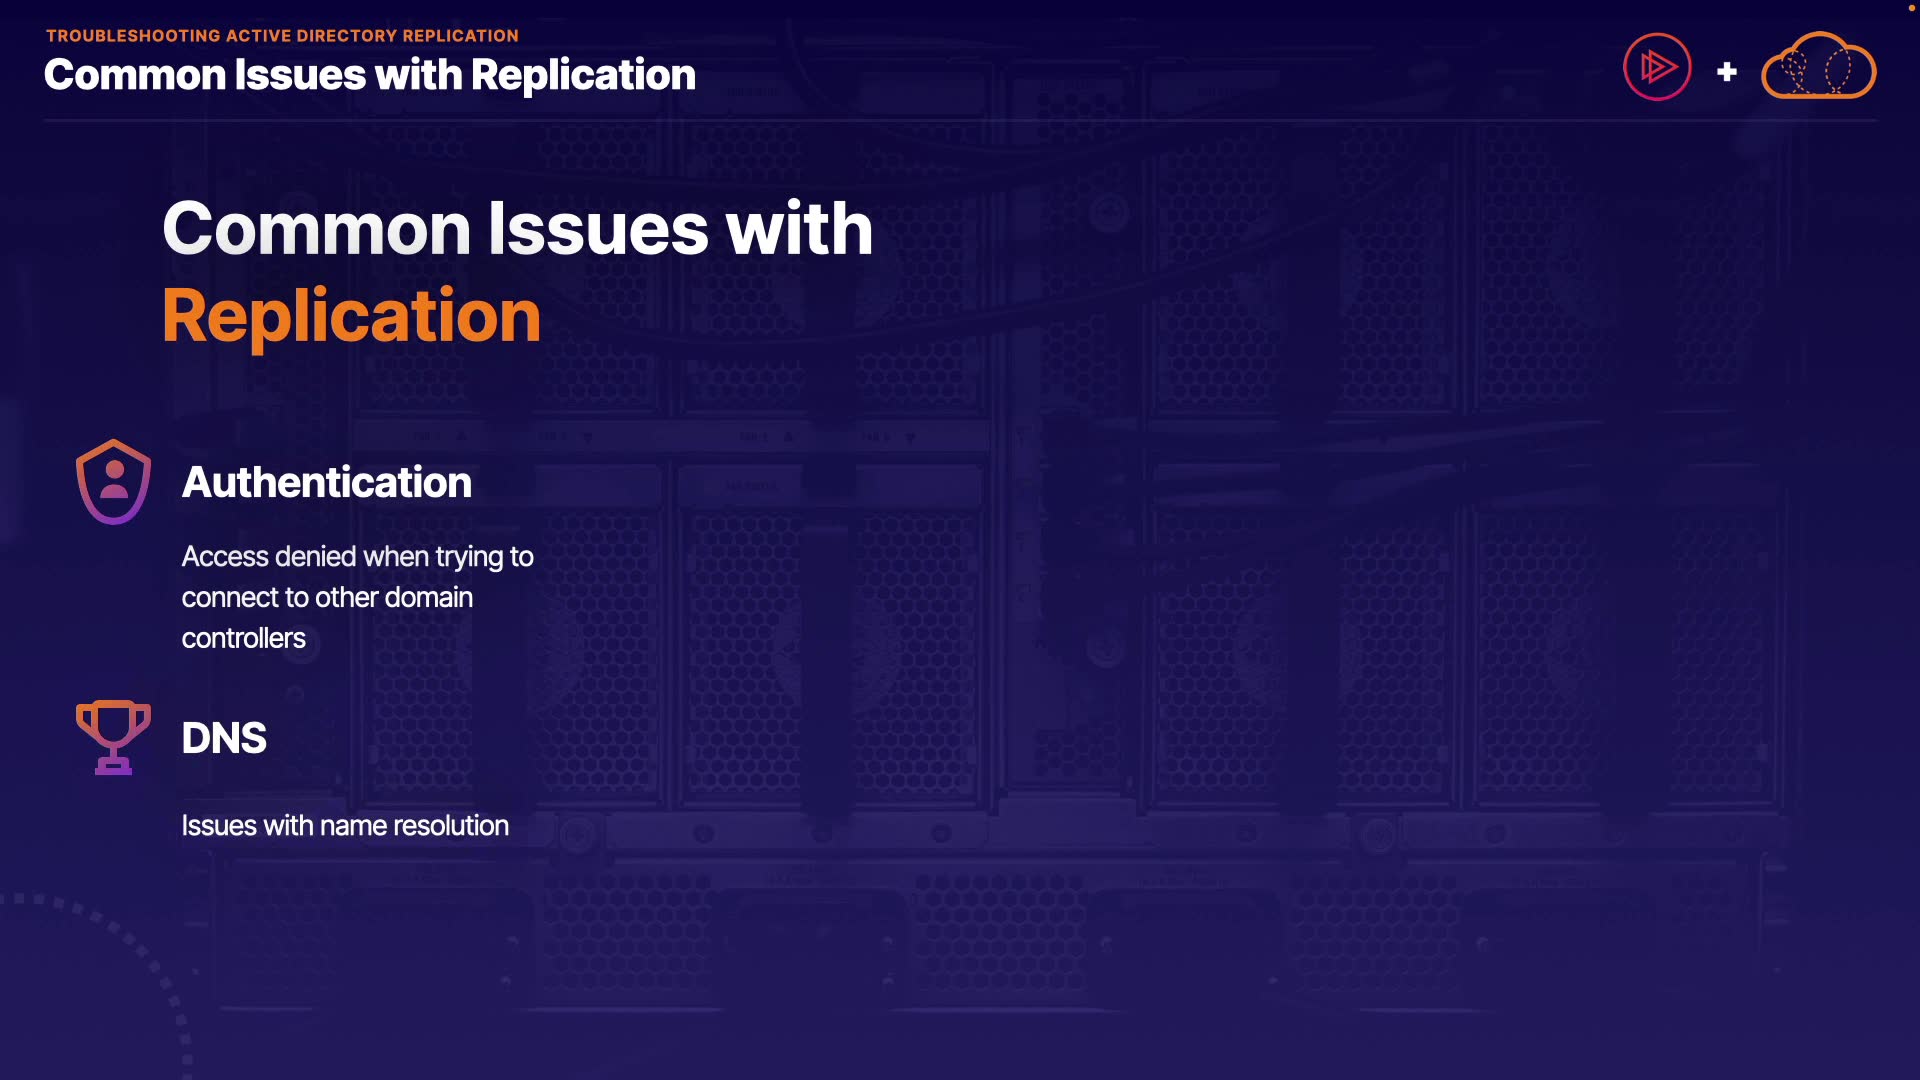 TROUBLESHOOTING ACTIVE DIRECTORY REPLICATION
Common Issues with Replication
Common Issues with
Replication
Authentication
Access denied when trying to
connect to other domain
controllers
DNS
Issues with name resolution